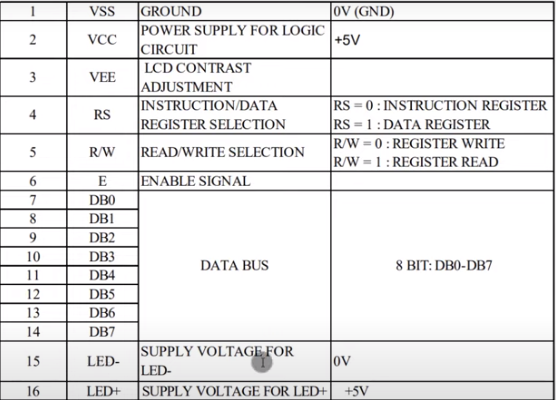 1 VSS GROUND 0V (GND)
2 VCC POWER SUPPLY FOR LOGIC CIRCUIT +5V
3 VEE LCD CONTRAST ADJUSTMENT
4 RS INSTRUCTION/DATA REGISTER SELECTION RS = 0 : INSTRUCTION REGISTER RS = 1 : DATA REGISTER
5 R/W READ/WRITE SELECTION R/W = 0 : REGISTER WRITE R/W = 1 : REGISTER READ
6 E ENABLE SIGNAL
7 DB0
8 DB1
9 DB2
10 DB3
DATA BUS 8 BIT: DB0-DB7
11 DB4
12 DB5
13 DB6
14 DB7
15 LED- SUPPLY VOLTAGE FOR LED- 0V
16 LED+ SUPPLY VOLTAGE FOR LED+ +5V